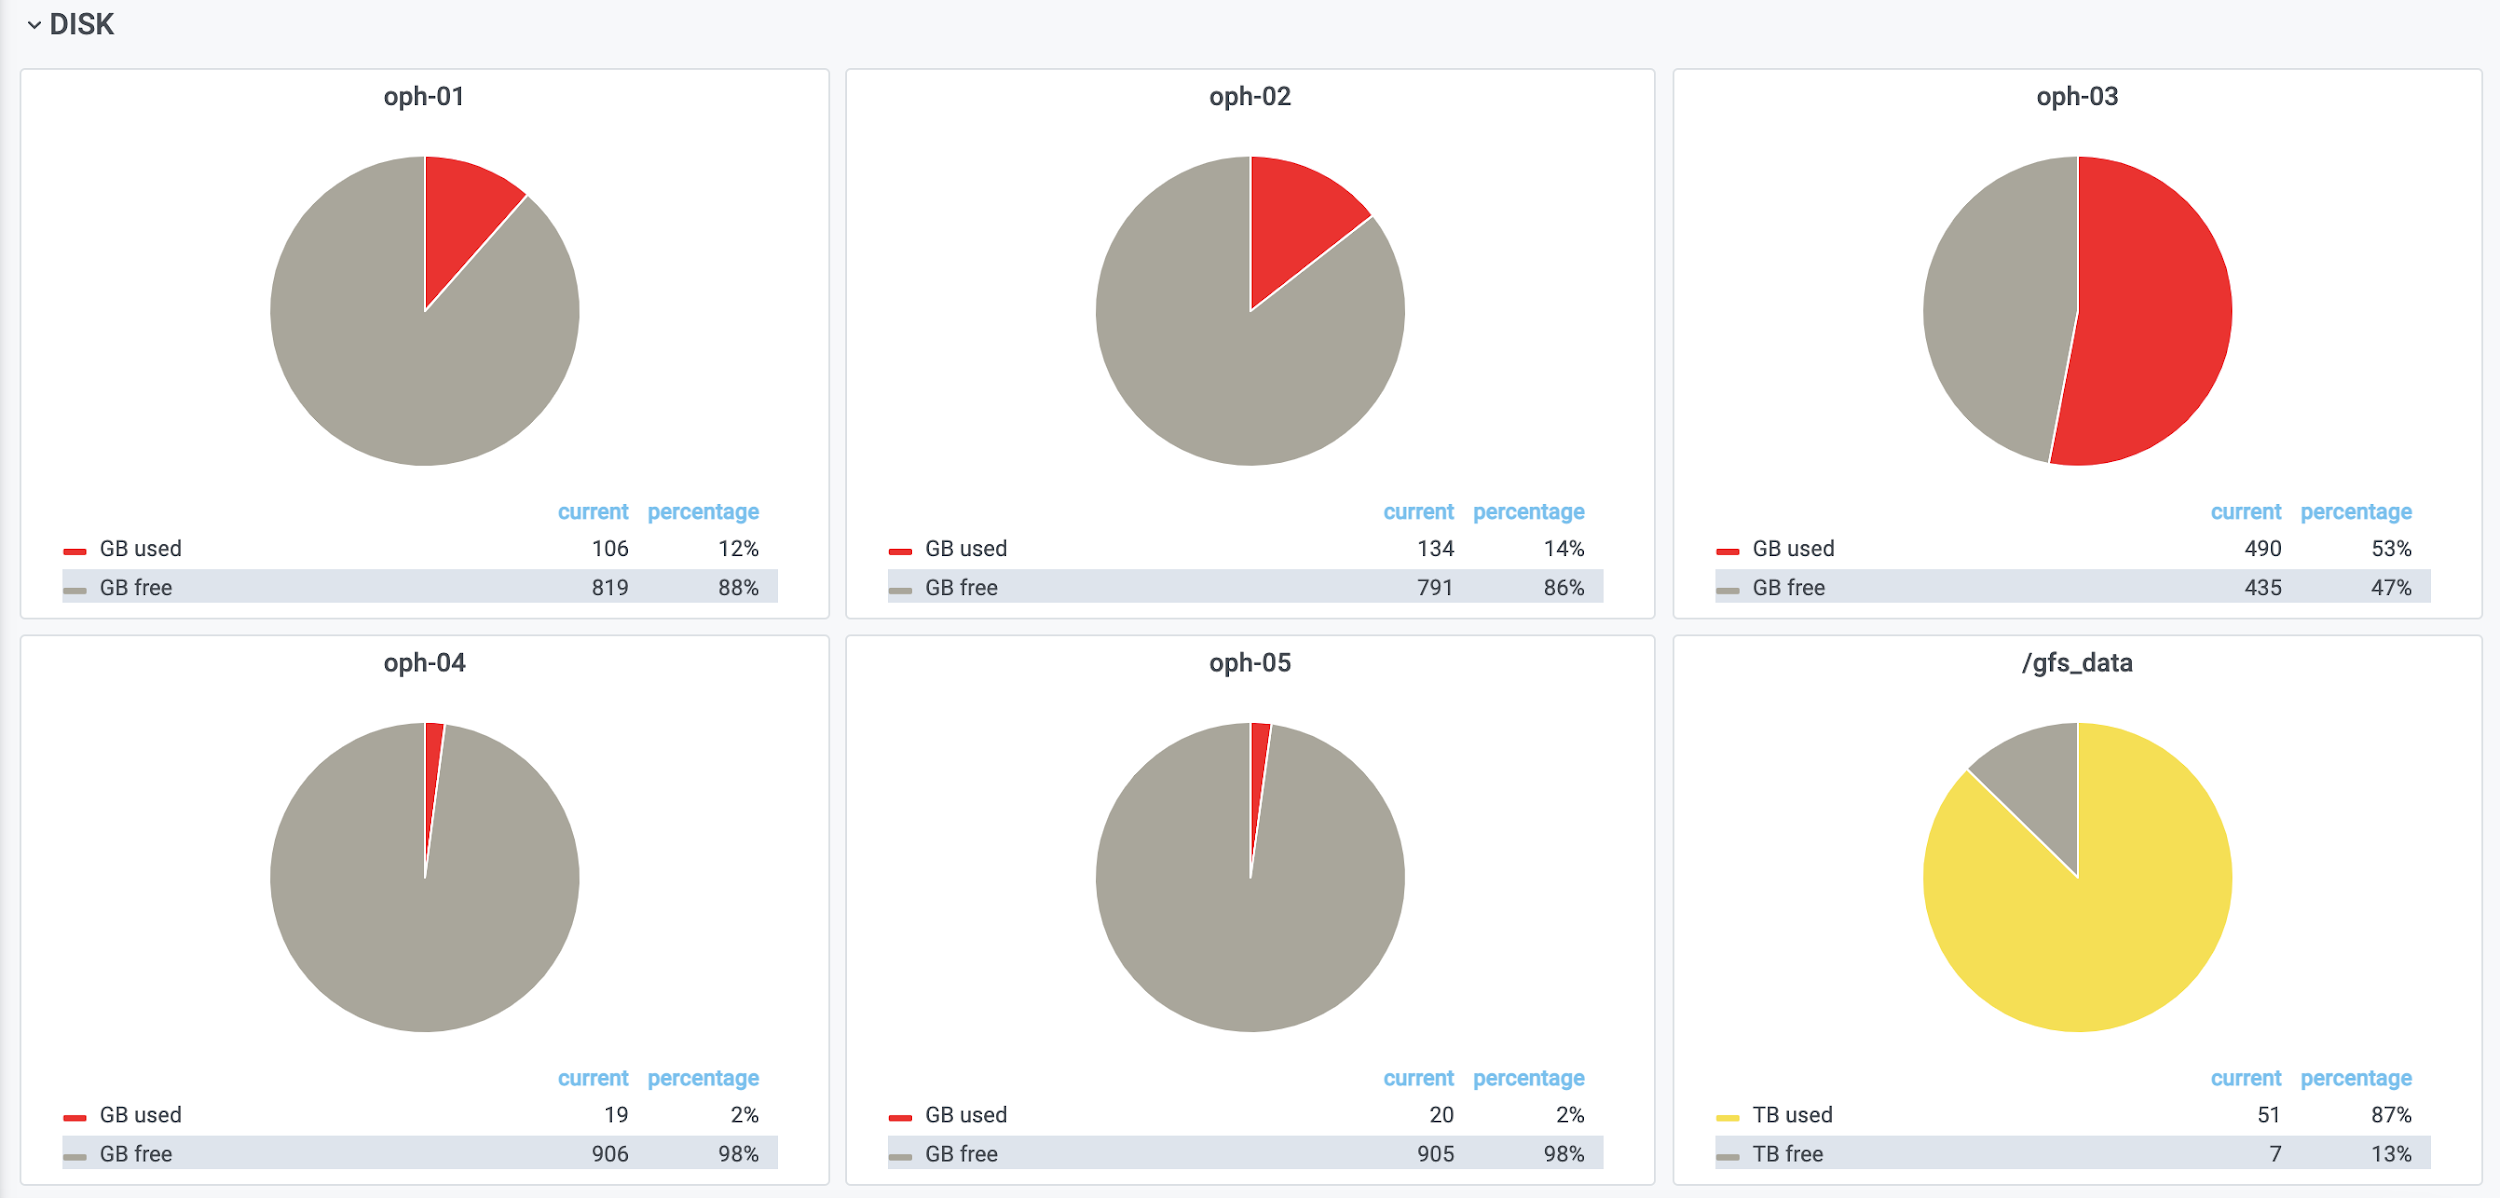 DISK
oph-01
current percentage
GB used 106 12%
GB free 819 88%
oph-02
current percentage
GB used 134 14%
GB free 791 86%
oph-03
current percentage
GB used 490 53%
GB free 435 47%
oph-04
current percentage
GB used 19 2%
GB free 906 98%
oph-05
current percentage
GB used 20 2%
GB free 905 98%
/gfs_data
current percentage
TB used 51 87%
TB free 7 13%